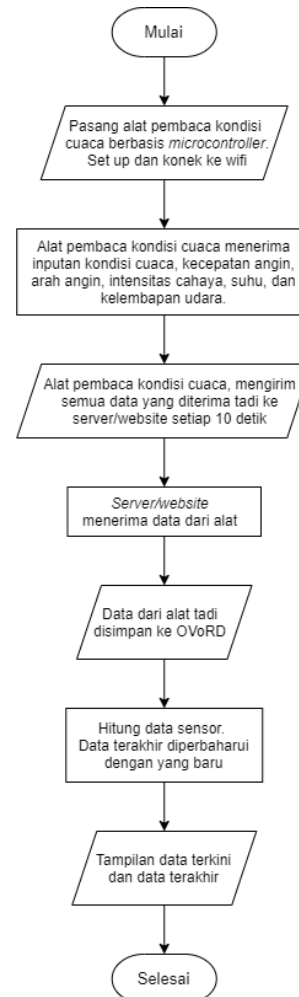 Mulai
Pasang alat pembaca kondisi
cuaca berbasis microcontroller.
Set up dan konek ke wifi
Alat pembaca kondisi cuaca menerima
inputan kondisi cuaca, kecepatan angin,
arah angin, intensitas cahaya, suhu, dan
kelembapan udara.
Alat pembaca kondisi cuaca, mengirim
semua data yang diterima tadi ke
server/website setiap 10 detik
Server/website
menerima data dari alat
Data dari alat tadi
disimpan ke OVoRD
Hitung data sensor.
Data terakhir diperbaharui
dengan yang baru
Tampilan data terkini
dan data terakhir
Selesai